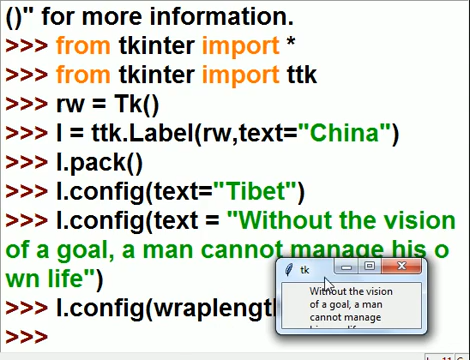 ()" for more information.
>>> from tkinter import *
>>> from tkinter import ttk
>>> rw = Tk()
>>> l = ttk.Label(rw,text="China")
>>> l.pack()
>>> l.config(text="Tibet")
>>> l.config(text = "Without the vision
of a goal, a man cannot manage his o
wn life")
>>> l.config(wraplength
>>>
tk
Without the vision
of a goal, a man
cannot manage